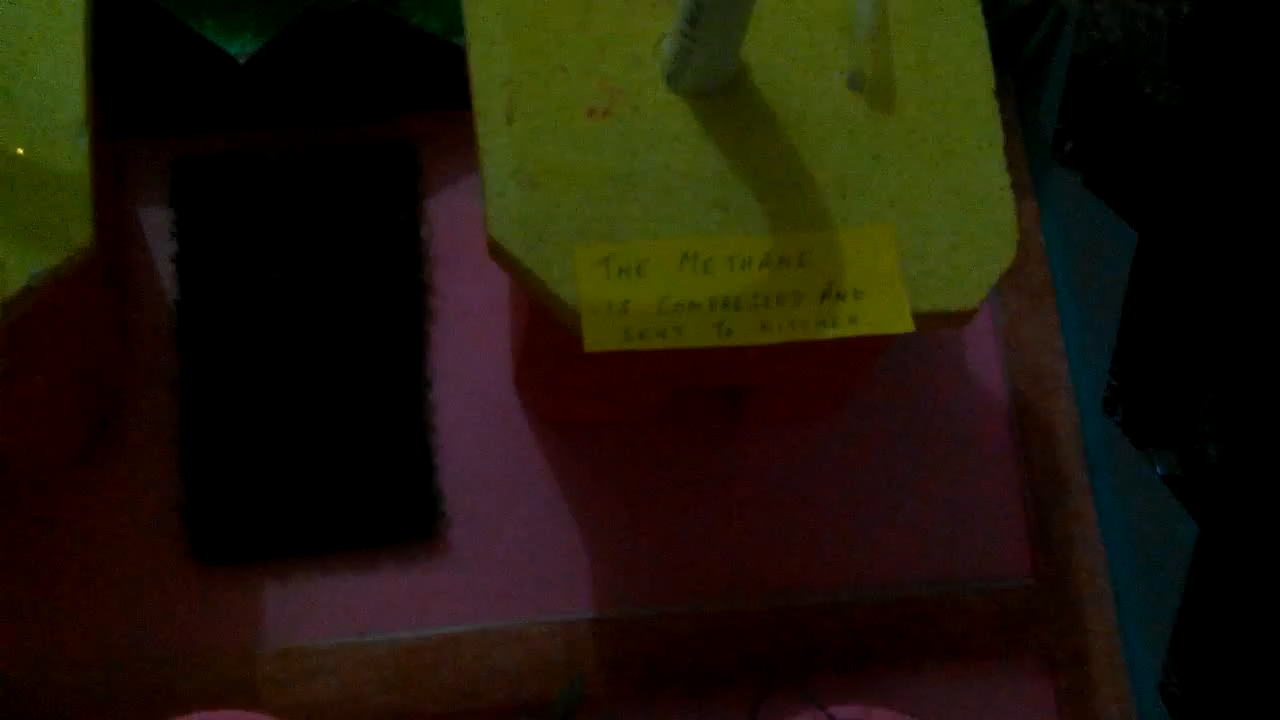 THE METHANE
IS COMPRESSED AND
SENT TO KITCHEN